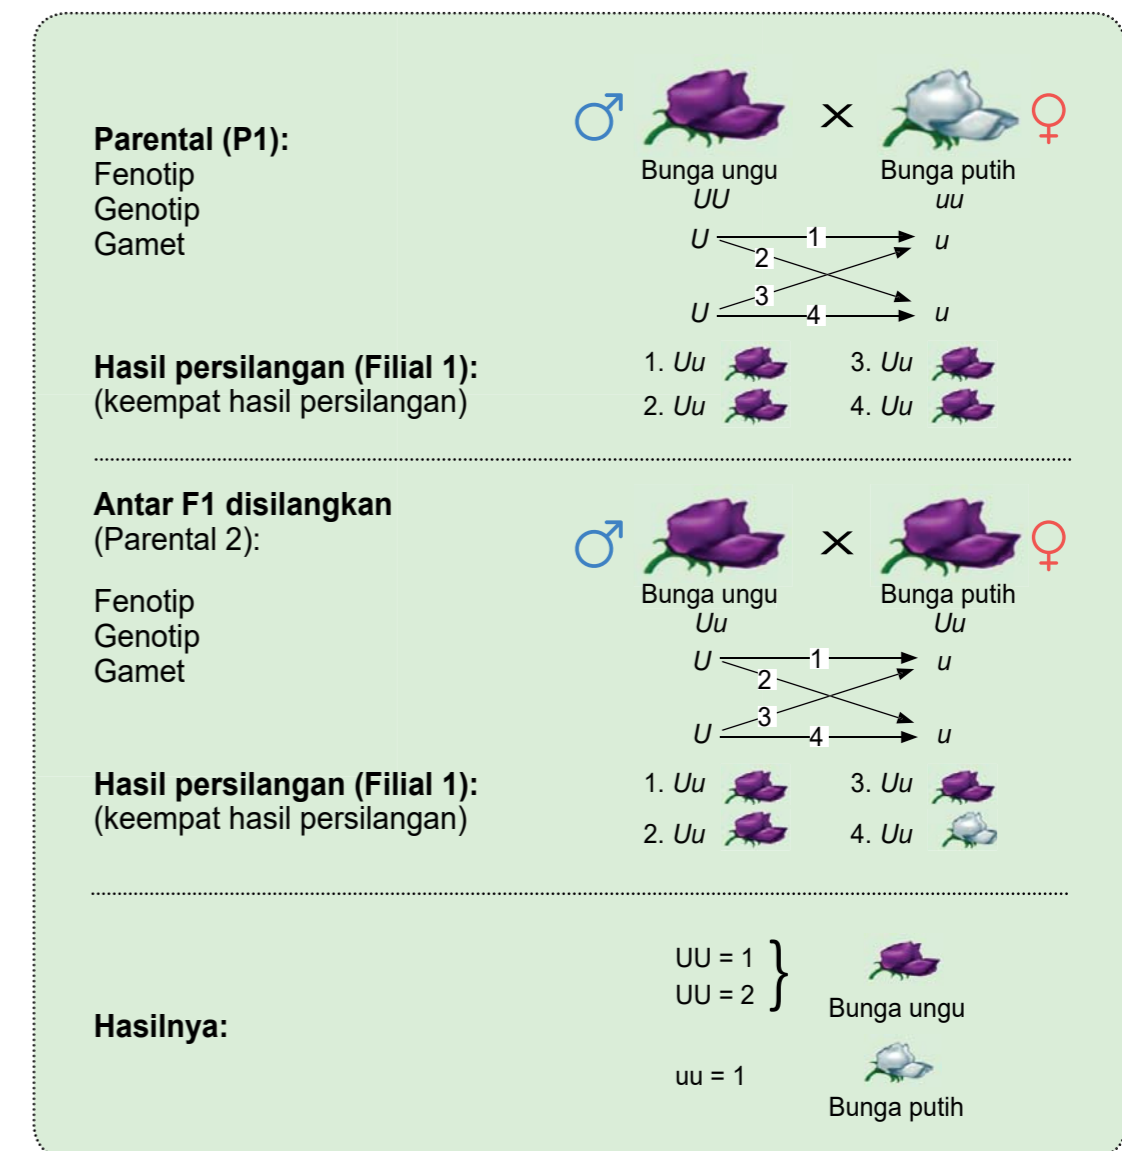 Parental (P1):
Fenotip
Genotip
Gamet
X
Bunga ungu Bunga putih
UU uu
U 1 u
2
3
U 4 u
Hasil persilangan (Filial 1):
(keempat hasil persilangan)
1. Uu 3. Uu
2. Uu 4. Uu
Antar F1 disilangkan
(Parental 2):
X
Bunga ungu Bunga putih
Fenotip
Genotip
Gamet
Uu Uu
U 1 u
2
3
U 4 u
Hasil persilangan (Filial 1):
(keempat hasil persilangan)
1. Uu 3. Uu
2. Uu 4. Uu
Hasilnya:
UU = 1
UU = 2
Bunga ungu
uu = 1
Bunga putih